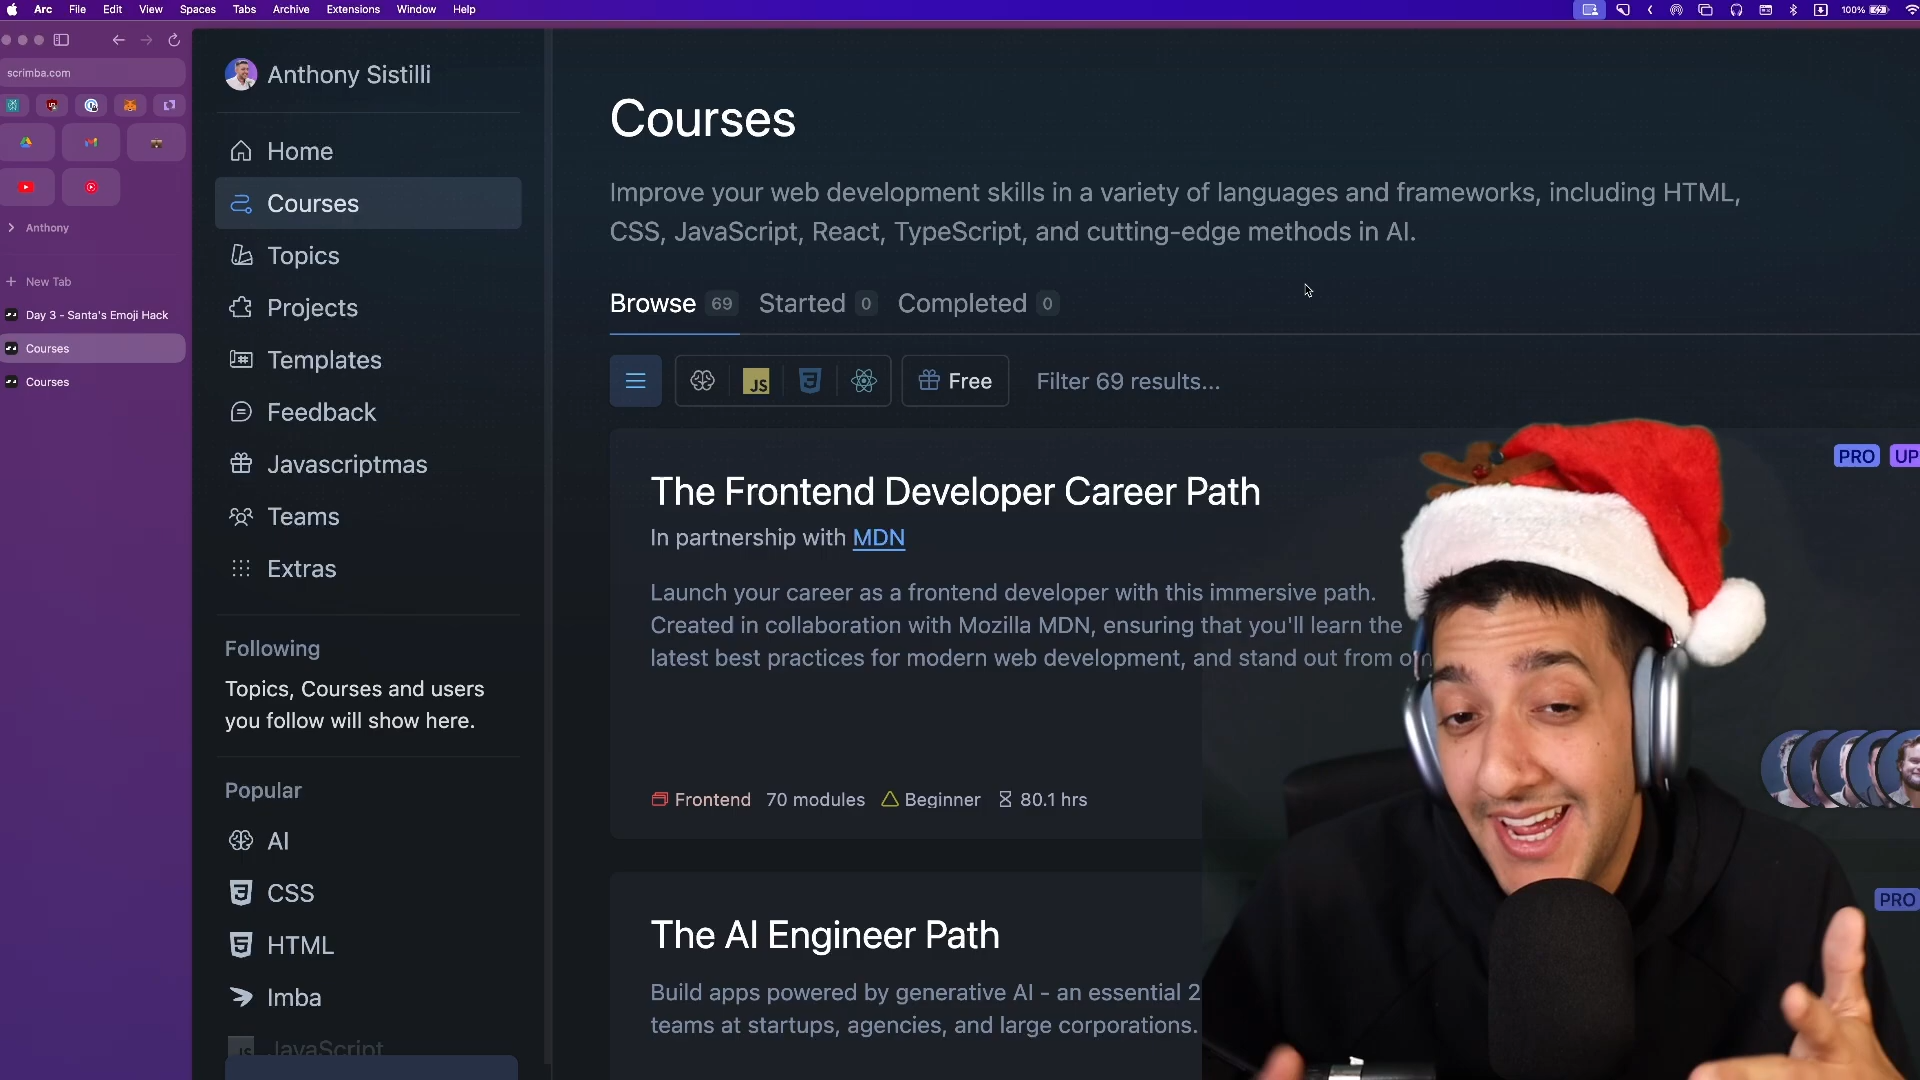 Arc File Edit View Spaces Tabs Archive Extensions Window Help
100%
scrimba.com
Anthony
New Tab
Day 3 - Santa's Emoji Hack
Courses
Courses
Anthony Sistilli
Home
Courses
Topics
Projects
Templates
Feedback
Javascriptmas
Teams
Extras
Following
Topics, Courses and users
you follow will show here.
Popular
AI
CSS
HTML
Imba
JavaScript
Courses
Improve your web development skills in a variety of languages and frameworks, including HTML,
CSS, JavaScript, React, TypeScript, and cutting-edge methods in AI.
Browse 69 Started 0 Completed 0
JS Free Filter 69 results...
PRO UP
The Frontend Developer Career Path
In partnership with MDN
Launch your career as a frontend developer with this immersive path.
Created in collaboration with Mozilla MDN, ensuring that you'll learn the
latest best practices for modern web development, and stand out from
Frontend 70 modules Beginner 80.1 hrs
PRO
The AI Engineer Path
Build apps powered by generative AI - an essential 2
teams at startups, agencies, and large corporations.